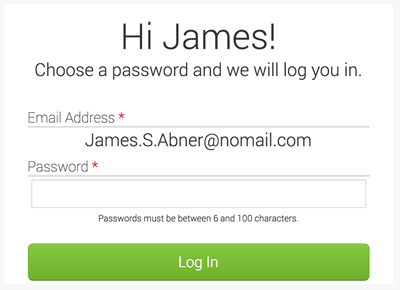 Hi James!
Choose a password and we will log you in.
Email Address *
James.S.Abner@nomail.com
Password *
Passwords must be between 6 and 100 characters.
Log In